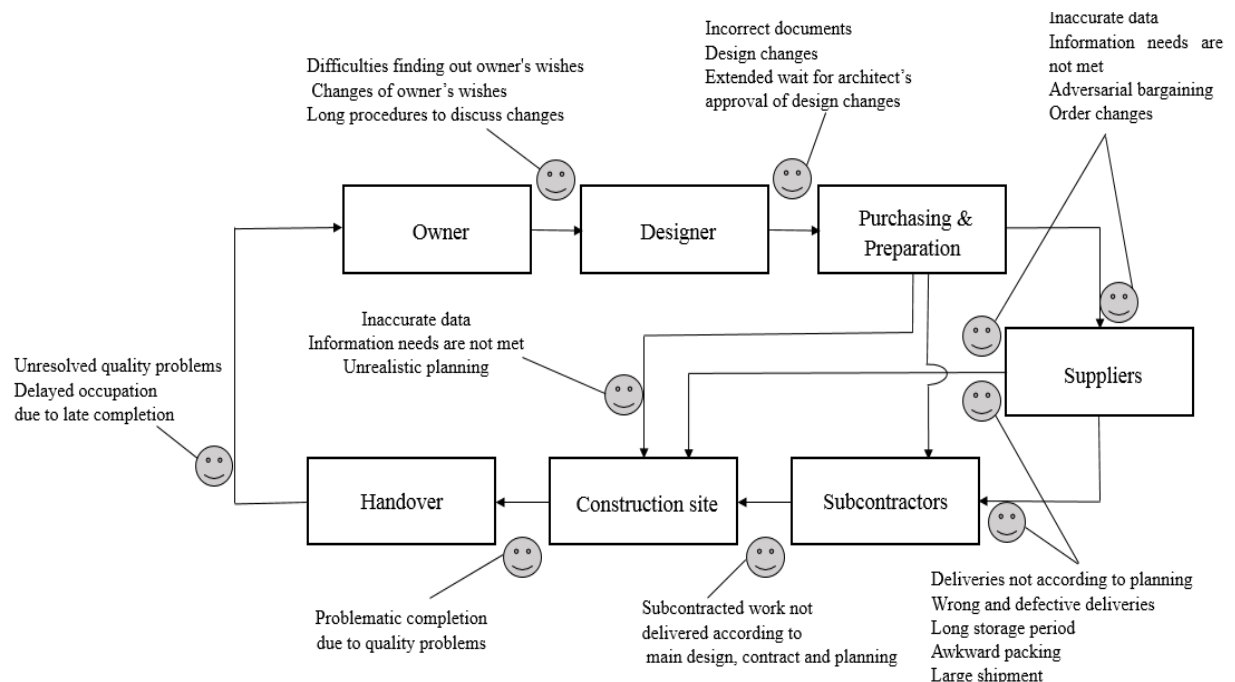 Difficulties finding out owner's wishes
Changes of owner’s wishes
Long procedures to discuss changes
Incorrect documents
Design changes
Extended wait for architect’s
approval of design changes
Inaccurate data
Information needs are
not met
Adversarial bargaining
Order changes
Owner
Designer
Purchasing &
Preparation
Inaccurate data
Information needs are not met
Unrealistic planning
Suppliers
Unresolved quality problems
Delayed occupation
due to late completion
Handover
Construction site
Subcontractors
Problematic completion
due to quality problems
Subcontracted work not
delivered according to
main design, contract and planning
Deliveries not according to planning
Wrong and defective deliveries
Long storage period
Awkward packing
Large shipment